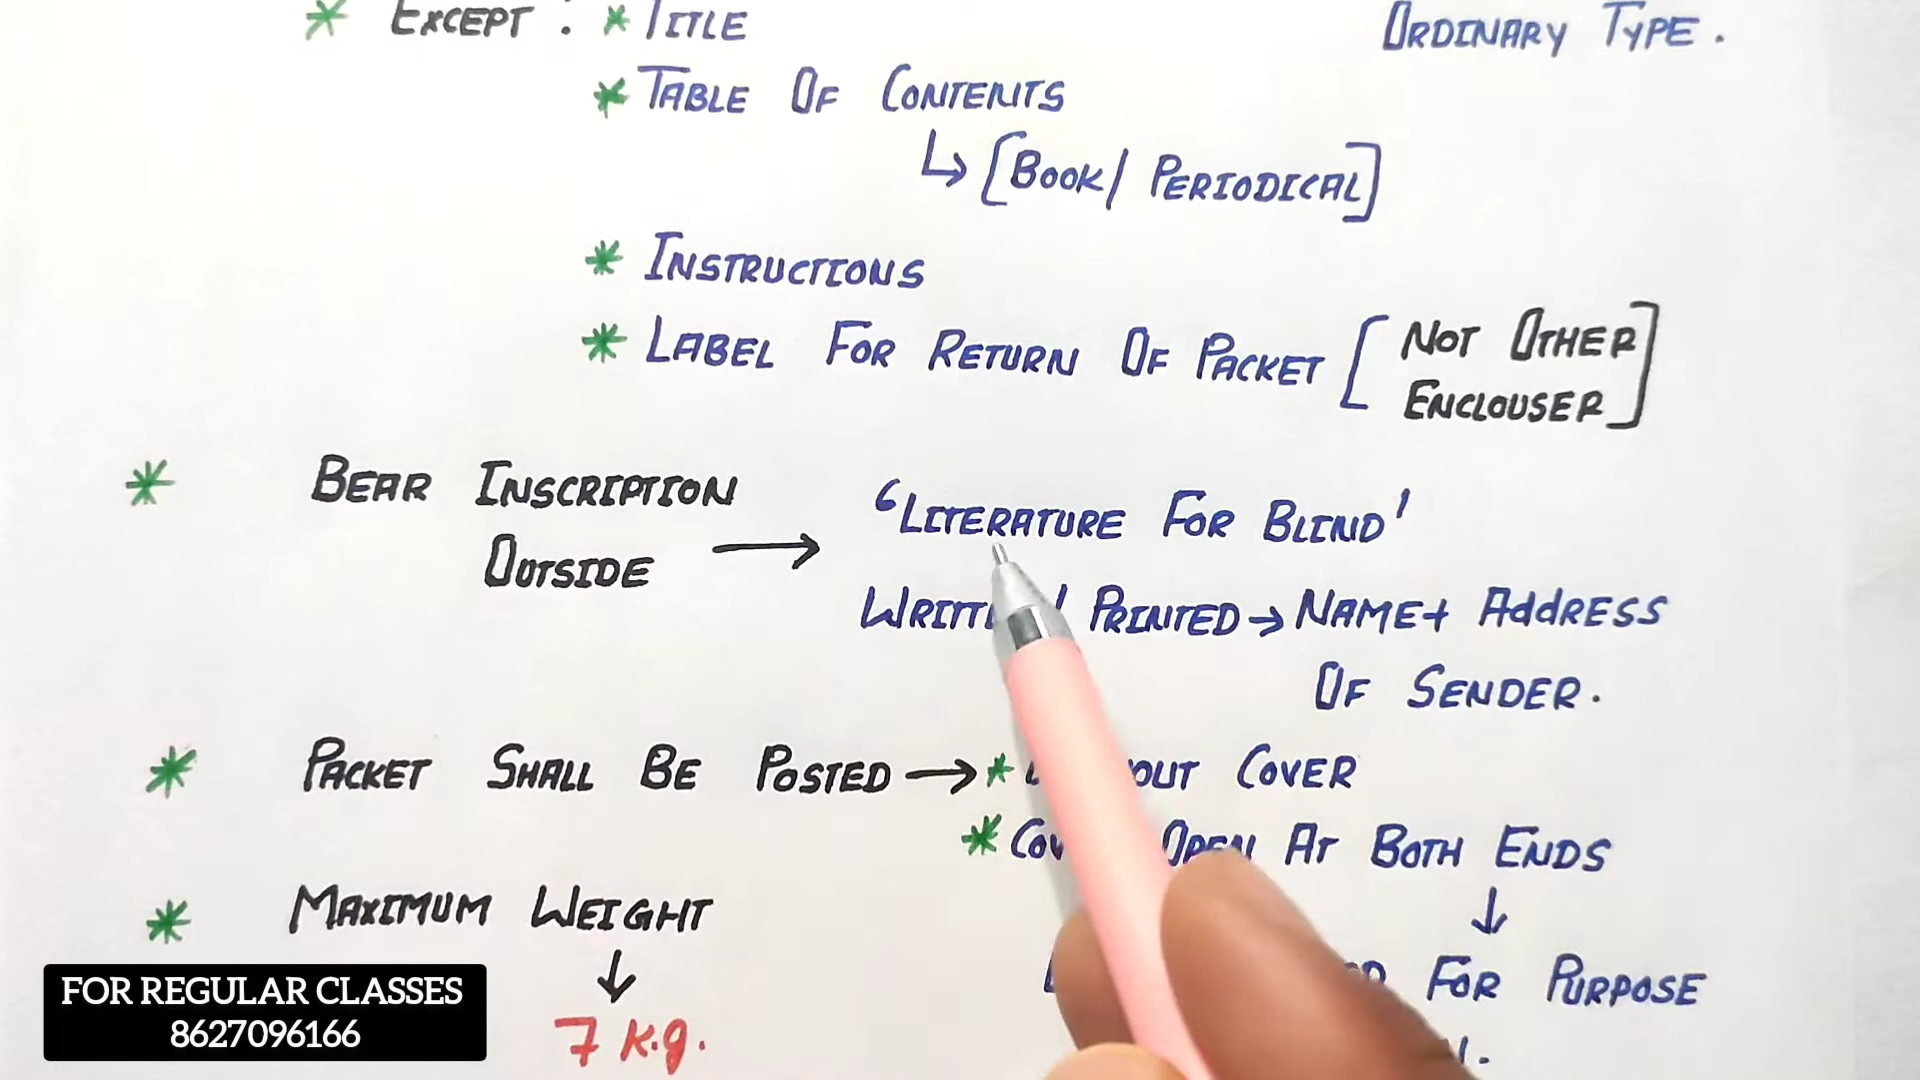 * EXCEPT : * TITLE
ORDINARY TYPE .
* TABLE OF CONTENTS
↳ [BOOK/ PERIODICAL]
* INSTRUCTIONS
* LABEL FOR RETURN OF PACKET [NOT OTHER
ENCLOUSER]
* BEAR INSCRIPTION
OUTSIDE → 'LITERATURE FOR BLIND'
PRINTED → NAME+ ADDRESS
OF SENDER .
* PACKET SHALL BE POSTED → * COVER
* OPEN AT BOTH ENDS
↓
FOR PURPOSE
* MAXIMUM WEIGHT
↓
7 K.g.
FOR REGULAR CLASSES
8627096166